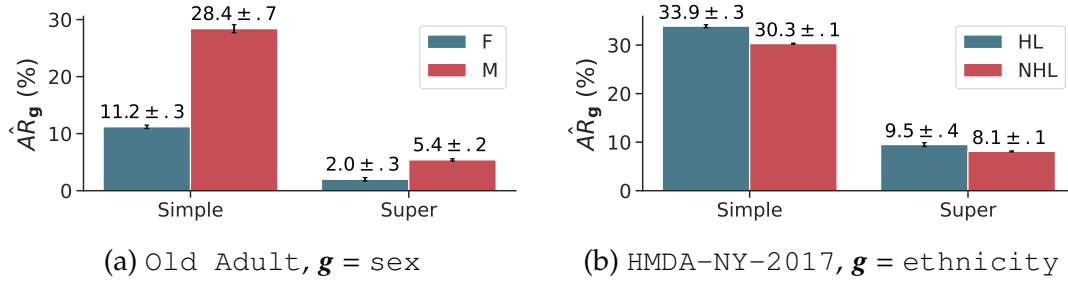 30
20
10
0
ÂR_g (%)
28.4 ± .7
11.2 ± .3
5.4 ± .2
2.0 ± .3
F
M
Simple
Super
(a) Old Adult, g = sex
30
20
10
0
ÂR_g (%)
33.9 ± .3
30.3 ± .1
9.5 ± .4
8.1 ± .1
HL
NHL
Simple
Super
(b) HMDA-NY-2017, g = ethnicity